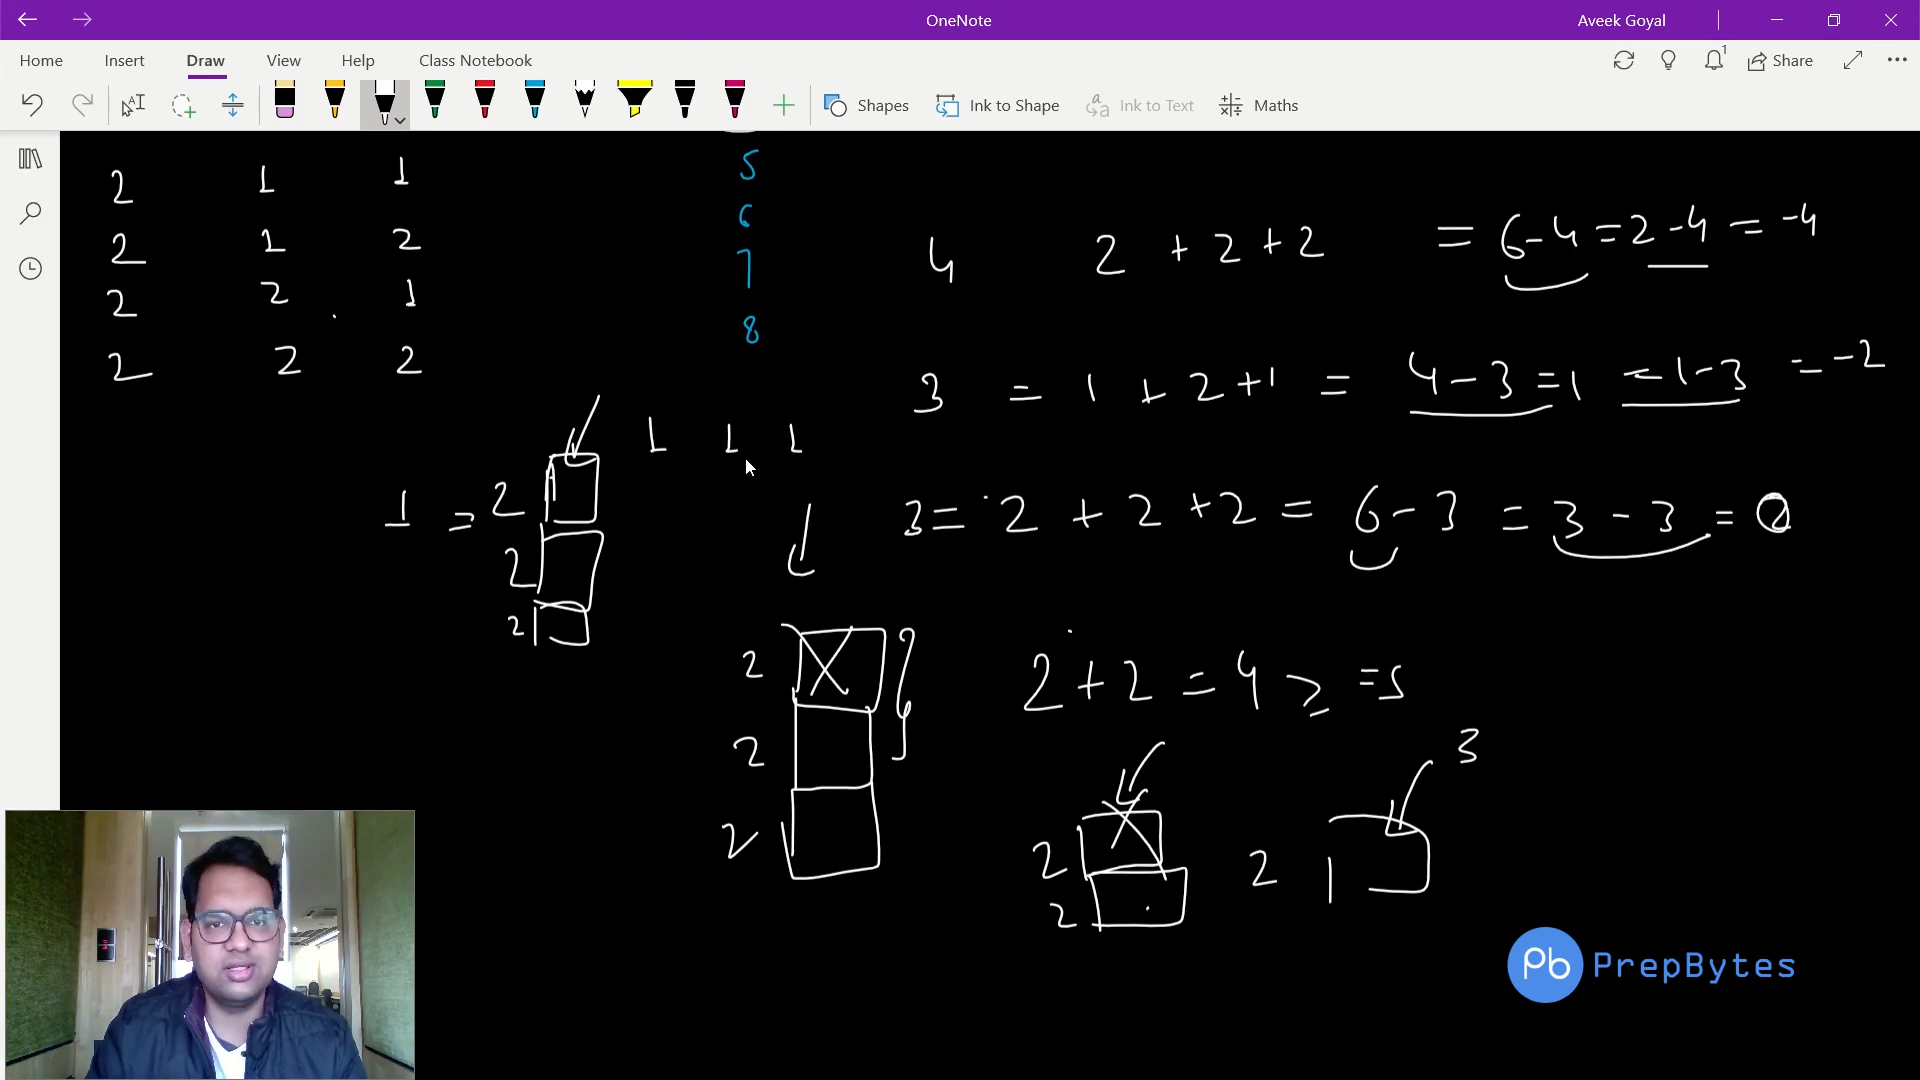 OneNote
Aveek Goyal
Home Insert Draw View Help Class Notebook
1 Share
Shapes Ink to Shape Ink to Text Maths
2 1 1
2 1 2
2 2 1
2 2 2
5
6
7
8
4 2 + 2 + 2 = 6-4 = 2-4 = -4
3 = 1 + 2 + 1 = 4-3 = 1 = 1-3 = -2
1 1 1
1 = 2
2
2
3 = 2 + 2 + 2 = 6-3 = 3-3 = 0
2
2
2
2 + 2 = 4 ≥ =5
3
2
2
2
Pb PrepBytes